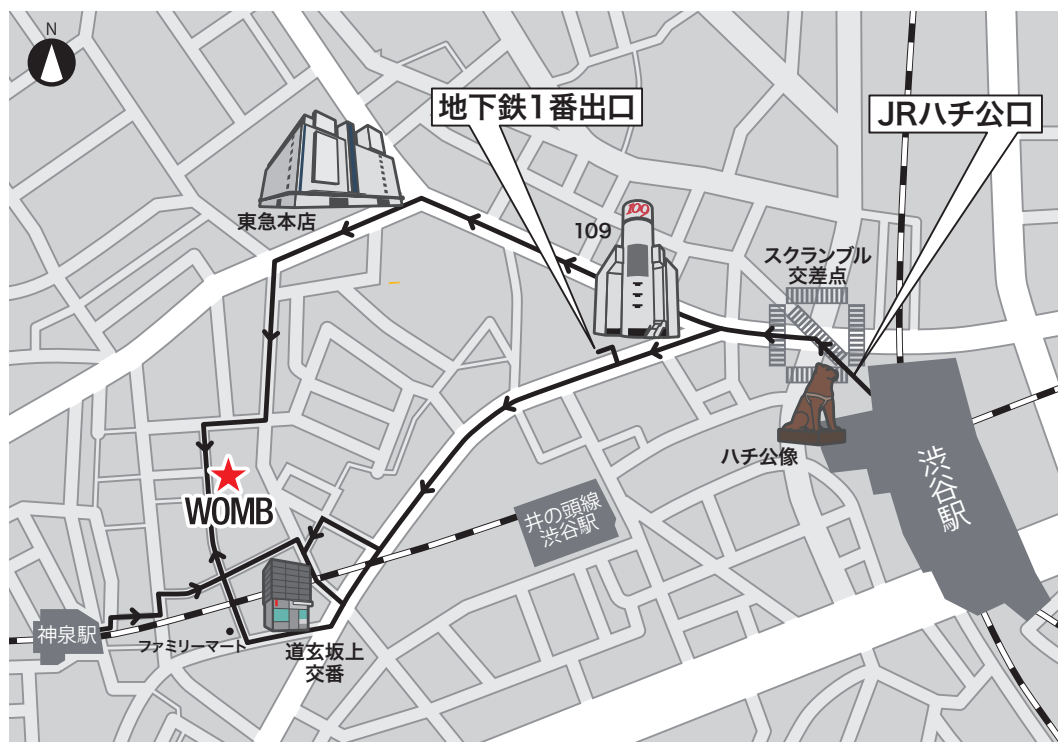 N
地下鉄1番出口
JRハチ公口
東急本店
109
109
スクランブル
交差点
ハチ公像
渋谷駅
WOMB
井の頭線
渋谷駅
神泉駅
ファミリーマート
道玄坂上
交番